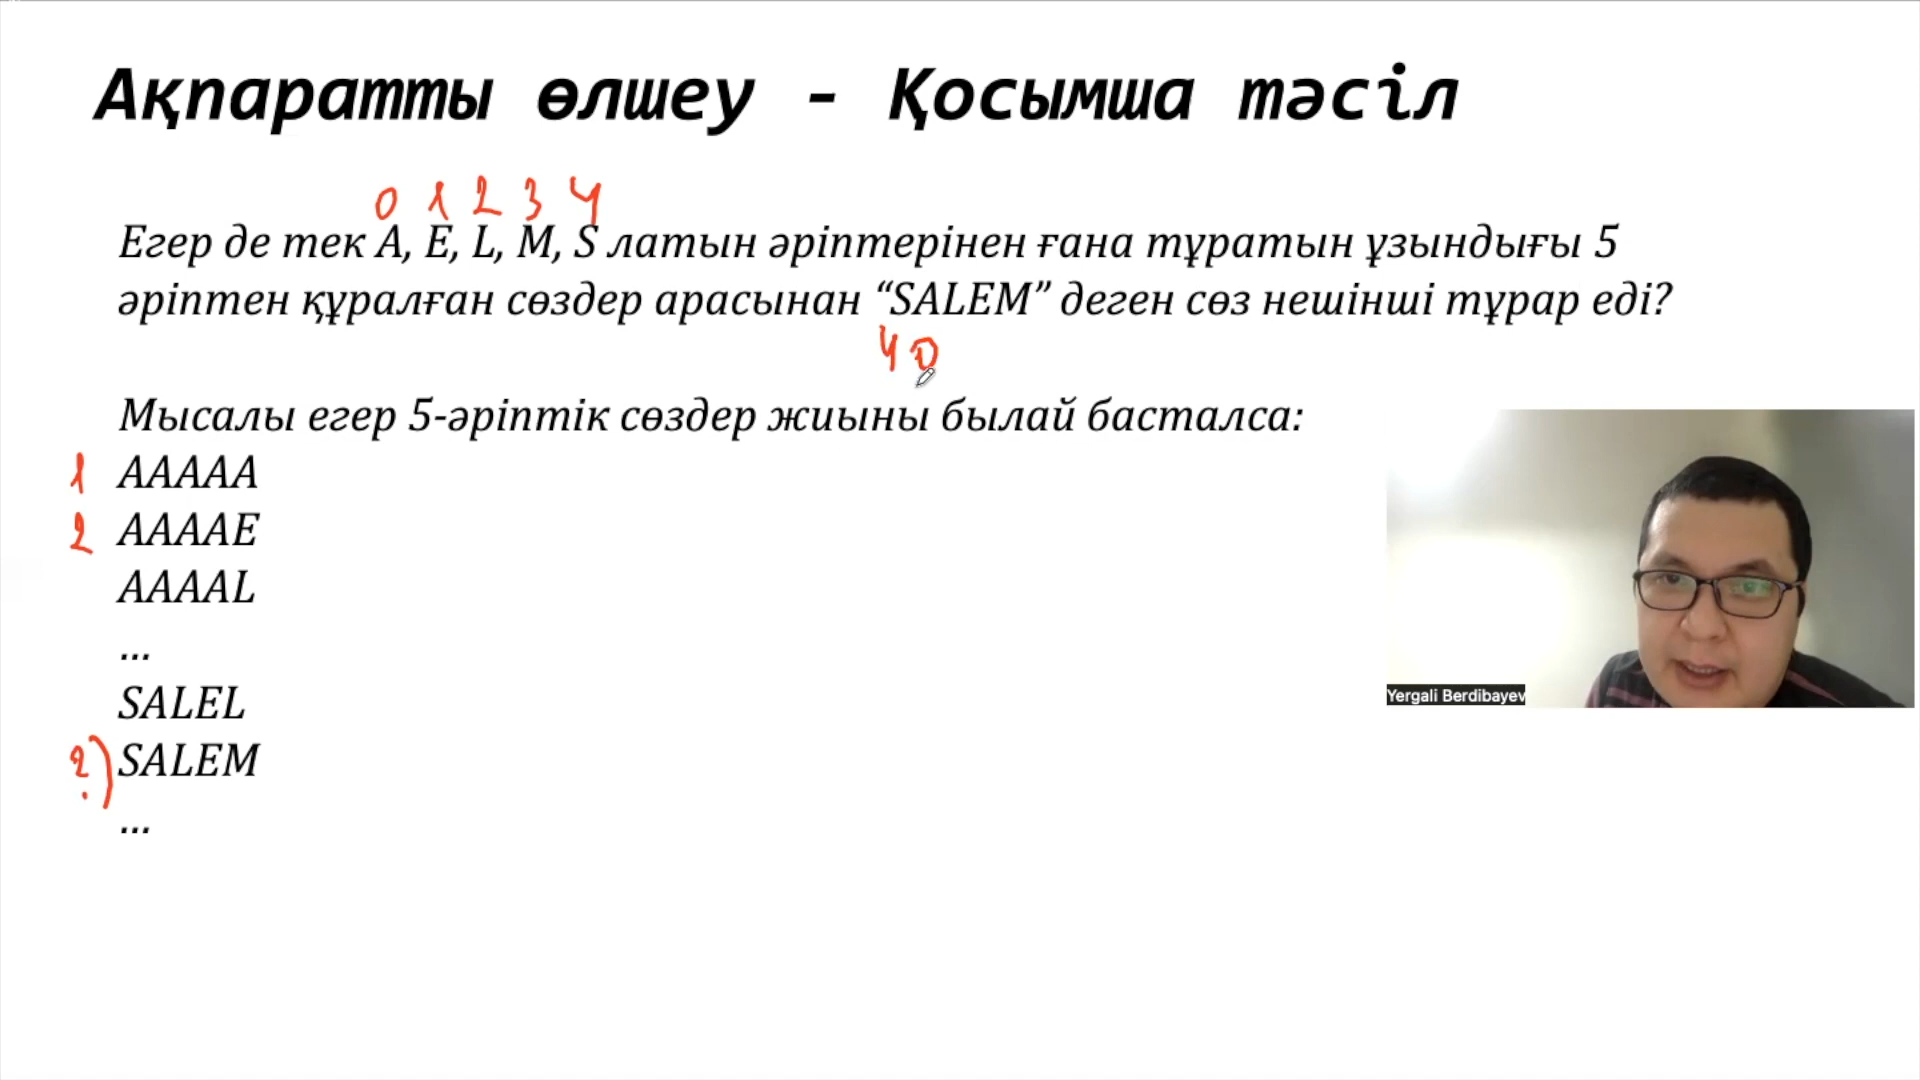 Ақпаратты өлшеу - Қосымша тәсіл
0 1 2 3 4
Егер де тек A, E, L, M, S латын әріптерінен ғана тұратын ұзындығы 5
әріптен құралған сөздер арасынан “SALEM” деген сөз нешінші тұрар еді?
4 0
Мысалы егер 5-әріптік сөздер жиыны былай басталса:
1 AAAAA
2 AAAAE
AAAAL
...
SALEL
?) SALEM
...
Yergali Berdibayev